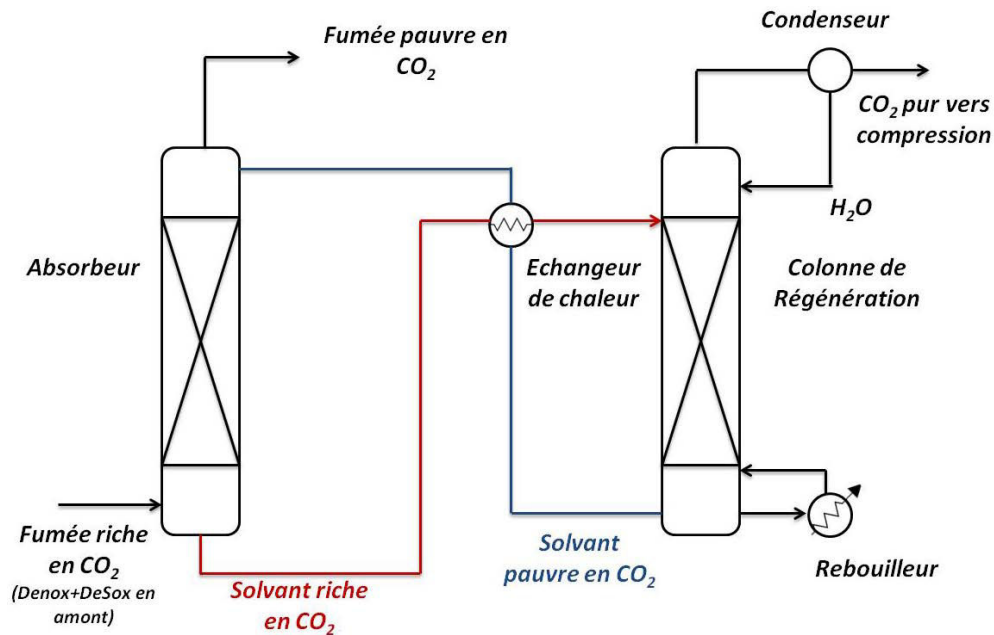 Fumée pauvre en
CO₂
Condenseur
CO₂ pur vers
compression
H₂O
Absorbeur
Echangeur
de chaleur
Colonne de
Régénération
Fumée riche
en CO₂
(Denox+DeSox en
amont)
Solvant riche
en CO₂
Solvant
pauvre en CO₂
Rebouilleur